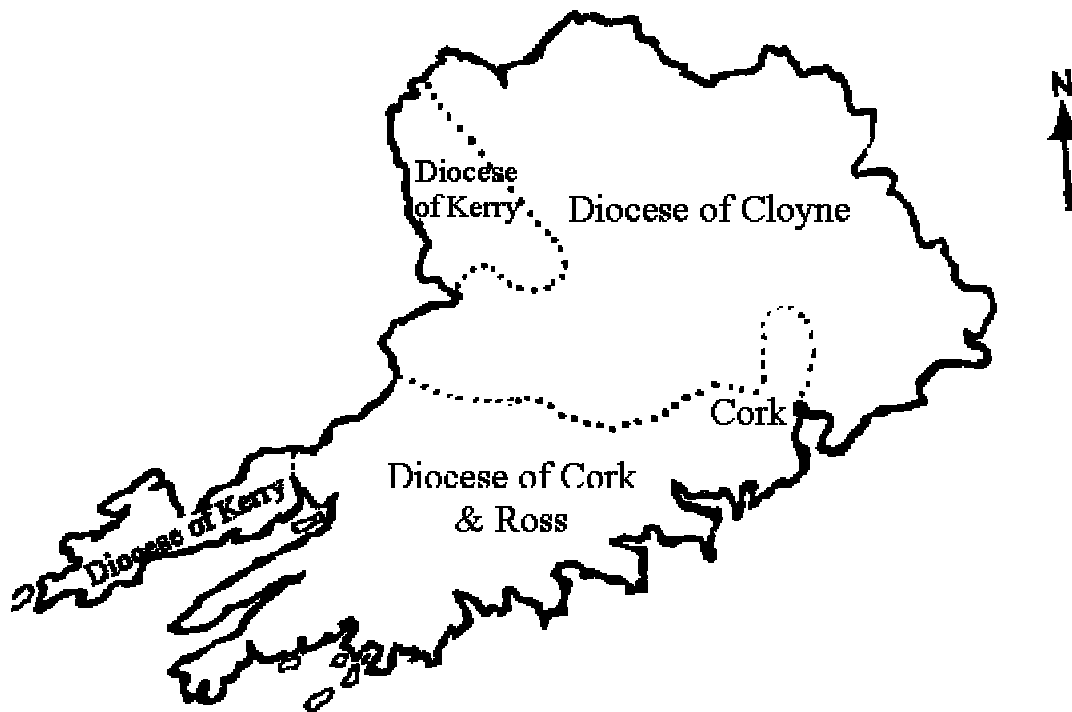 N
Diocese
of Kerry
Diocese of Cloyne
Cork
Diocese of Cork
& Ross
Diocese of Kerry